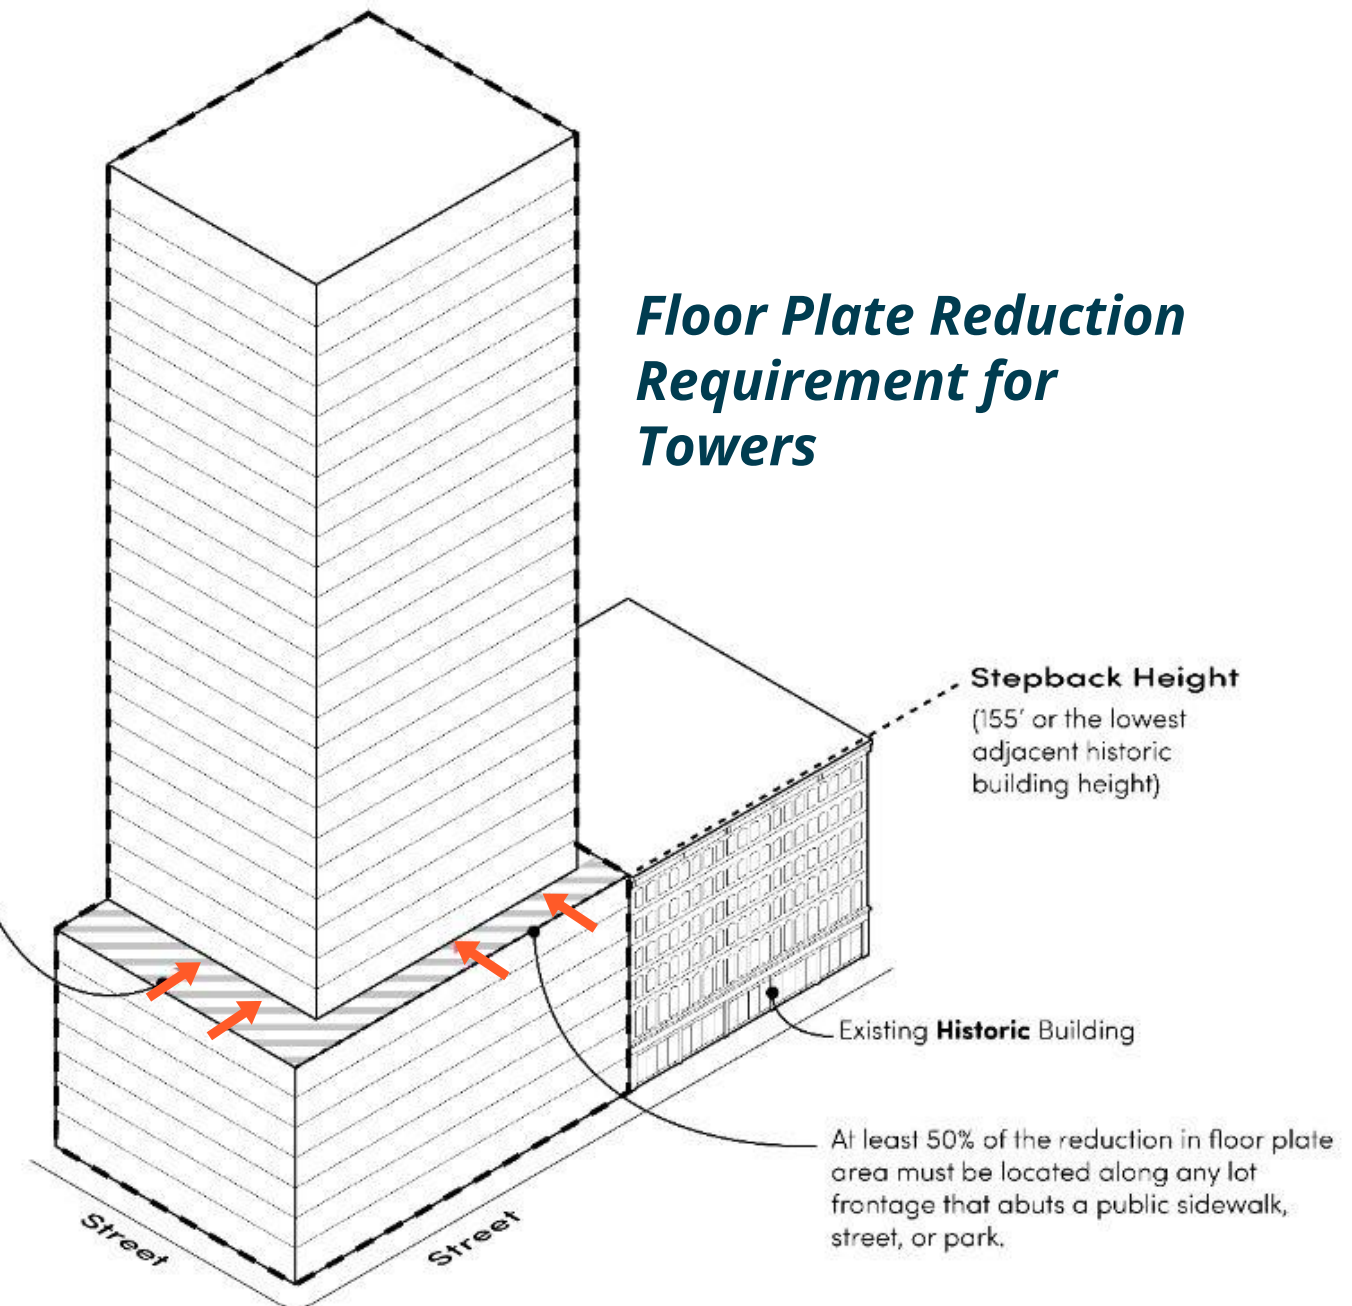 Floor Plate Reduction
Requirement for
Towers
Stepback Height
(155' or the lowest
adjacent historic
building height)
Existing Historic Building
At least 50% of the reduction in floor plate
area must be located along any lot
frontage that abuts a public sidewalk,
street, or park.
Street
Street